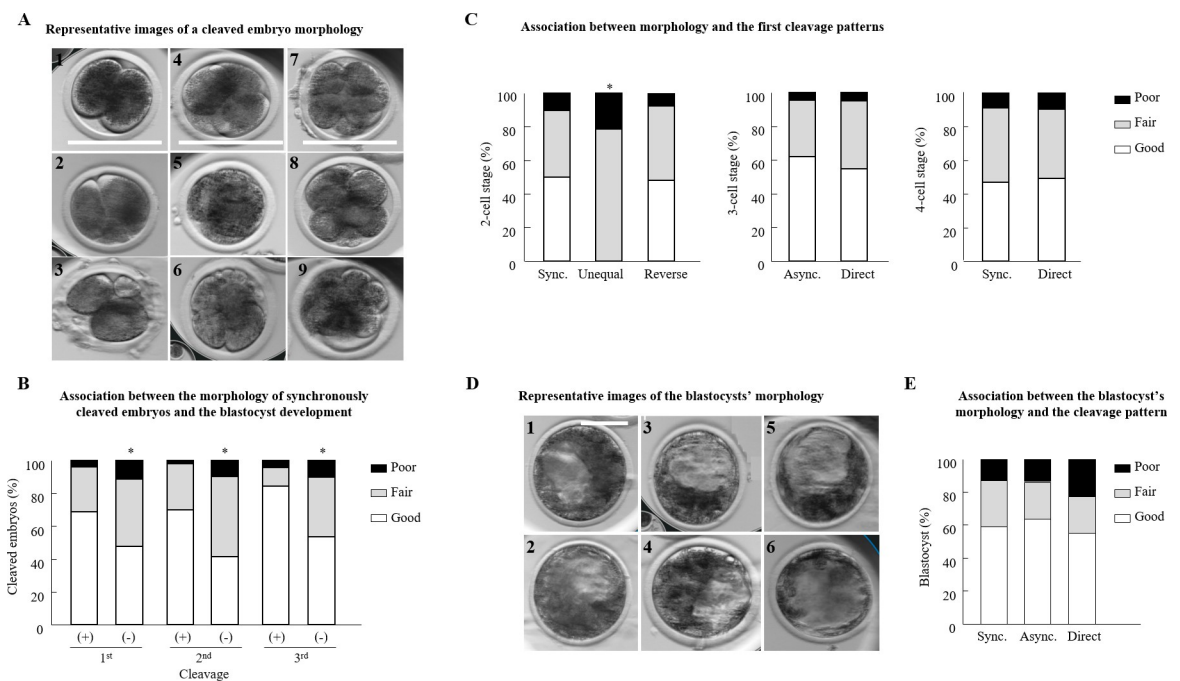 A
Representative images of a cleaved embryo morphology
1
4
7
2
5
8
3
6
9
B
Association between the morphology of synchronously
cleaved embryos and the blastocyst development
Cleaved embryos (%)
100
80
60
40
20
0
*
*
*
Poor
Fair
Good
(+) (-) (+) (-) (+) (-)
1st 2nd 3rd
Cleavage
C
Association between morphology and the first cleavage patterns
2-cell stage (%)
100
80
60
40
20
0
*
Sync. Unequal Reverse
3-cell stage (%)
100
80
60
40
20
0
Async. Direct
4-cell stage (%)
100
80
60
40
20
0
Sync. Direct
Poor
Fair
Good
D
Representative images of the blastocysts’ morphology
1
3
5
2
4
6
E
Association between the blastocyst’s
morphology and the cleavage pattern
Blastocyst (%)
100
80
60
40
20
0
Sync. Async. Direct
Poor
Fair
Good